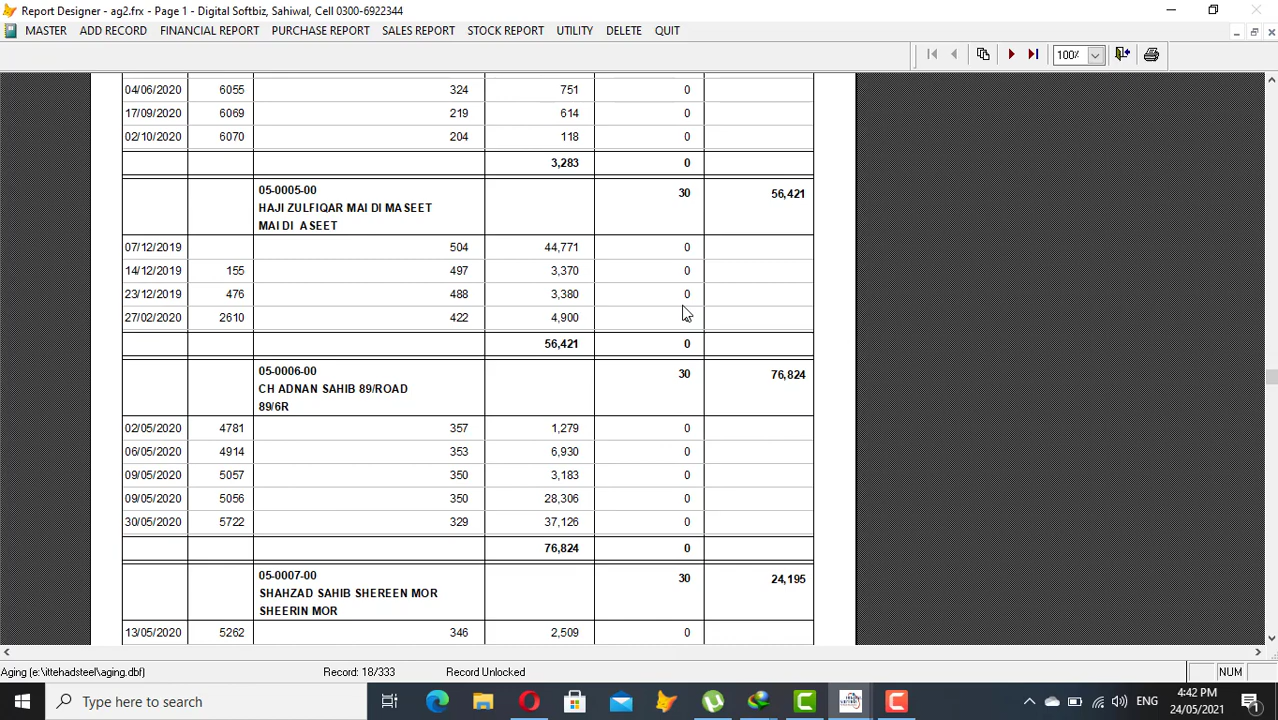 Report Designer - ag2.frx - Page 1 - Digital Softbiz, Sahiwal, Cell 0300-6922344
MASTER ADD RECORD FINANCIAL REPORT PURCHASE REPORT SALES REPORT STOCK REPORT UTILITY DELETE QUIT
100%
04/06/2020 6055 324 751 0
17/09/2020 6069 219 614 0
02/10/2020 6070 204 118 0
3,283 0
05-0005-00 30 56,421
HAJI ZULFIQAR MAI DI MASEET
MAI DI ASEET
07/12/2019 504 44,771 0
14/12/2019 155 497 3,370 0
23/12/2019 476 488 3,380 0
27/02/2020 2610 422 4,900 0
56,421 0
05-0006-00 30 76,824
CH ADNAN SAHIB 89/ROAD
89/6R
02/05/2020 4781 357 1,279 0
06/05/2020 4914 353 6,930 0
09/05/2020 5057 350 3,183 0
09/05/2020 5056 350 28,306 0
30/05/2020 5722 329 37,126 0
76,824 0
05-0007-00 30 24,195
SHAHZAD SAHIB SHEREEN MOR
SHEERIN MOR
13/05/2020 5262 346 2,509 0
Aging (e:\ittehadsteel\aging.dbf) Record: 18/333 Record Unlocked NUM
Type here to search ENG 4:42 PM
24/05/2021